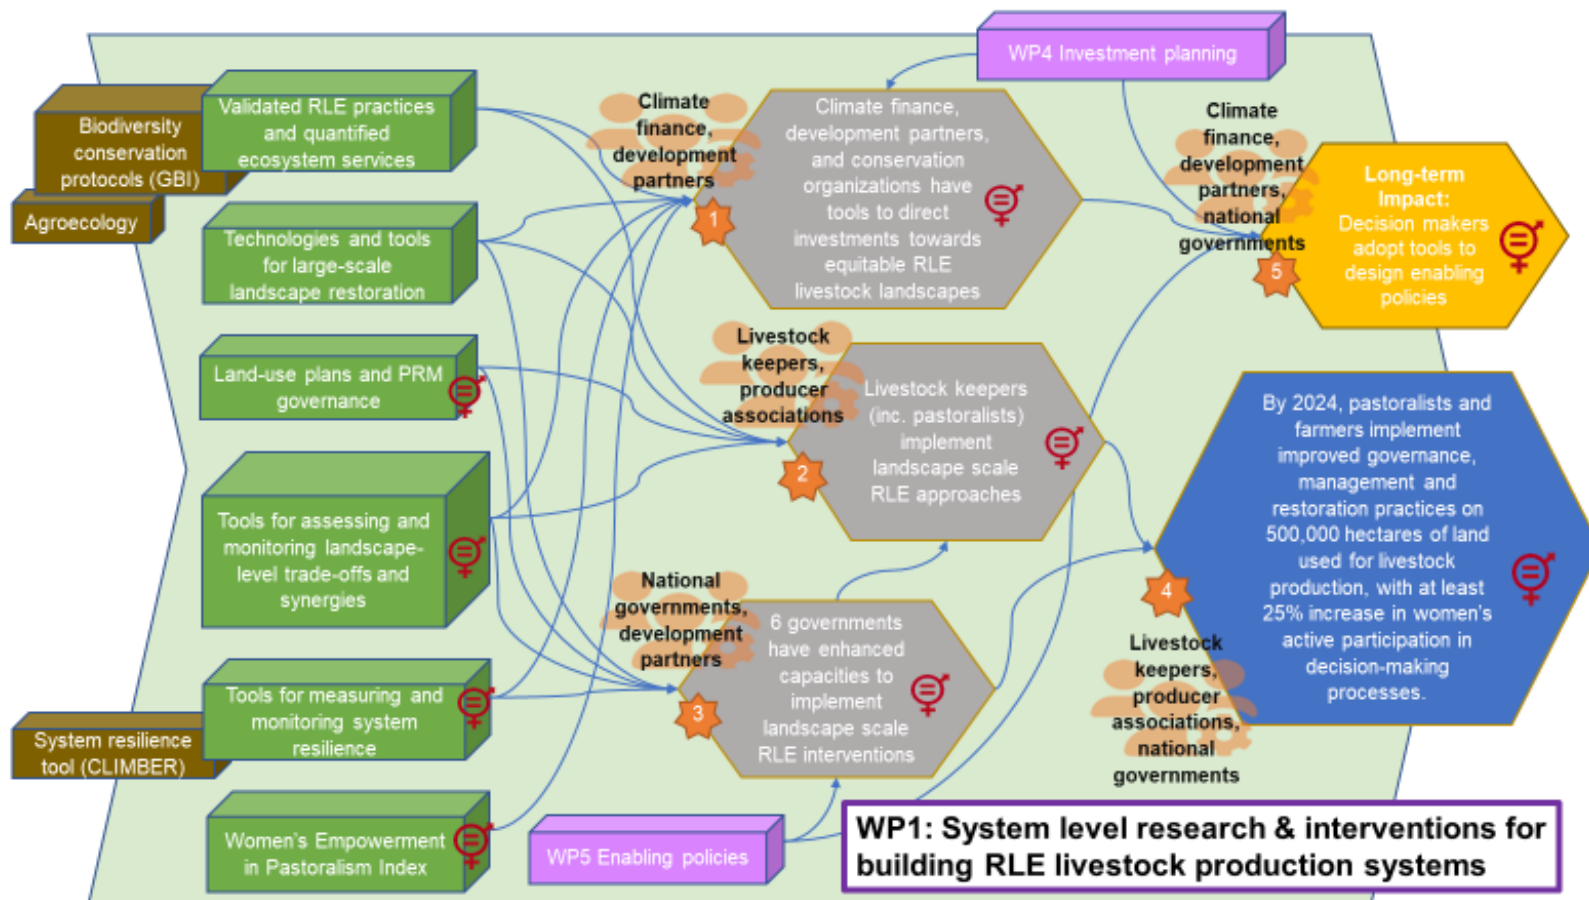 WP4 Investment planning
Biodiversity
conservation
protocols (GBI)
Agroecology
Validated RLE practices
and quantified
ecosystem services
Technologies and tools
for large-scale
landscape restoration
Land-use plans and PRM
governance
Tools for assessing and
monitoring landscape-
level trade-offs and
synergies
System resilience
tool (CLIMBER)
Tools for measuring and
monitoring system
resilience
Women's Empowerment
in Pastoralism Index
Climate
finance,
development
partners
1
Climate finance,
development partners,
and conservation
organizations have
tools to direct
investments towards
equitable RLE
livestock landscapes
Livestock
keepers,
producer
associations
2
Livestock keepers
(inc. pastoralists)
implement
landscape scale
RLE approaches
National
governments,
development
partners
3
6 governments
have enhanced
capacities to
implement
landscape scale
RLE interventions
WP5 Enabling policies
Climate
finance,
development
partners,
national
governments
5
Long-term
Impact:
Decision makers
adopt tools to
design enabling
policies
4
By 2024, pastoralists and
farmers implement
improved governance,
management and
restoration practices on
500,000 hectares of land
used for livestock
production, with at least
25% increase in women's
active participation in
decision-making
processes.
Livestock
keepers,
producer
associations,
national
governments
WP1: System level research & interventions for
building RLE livestock production systems